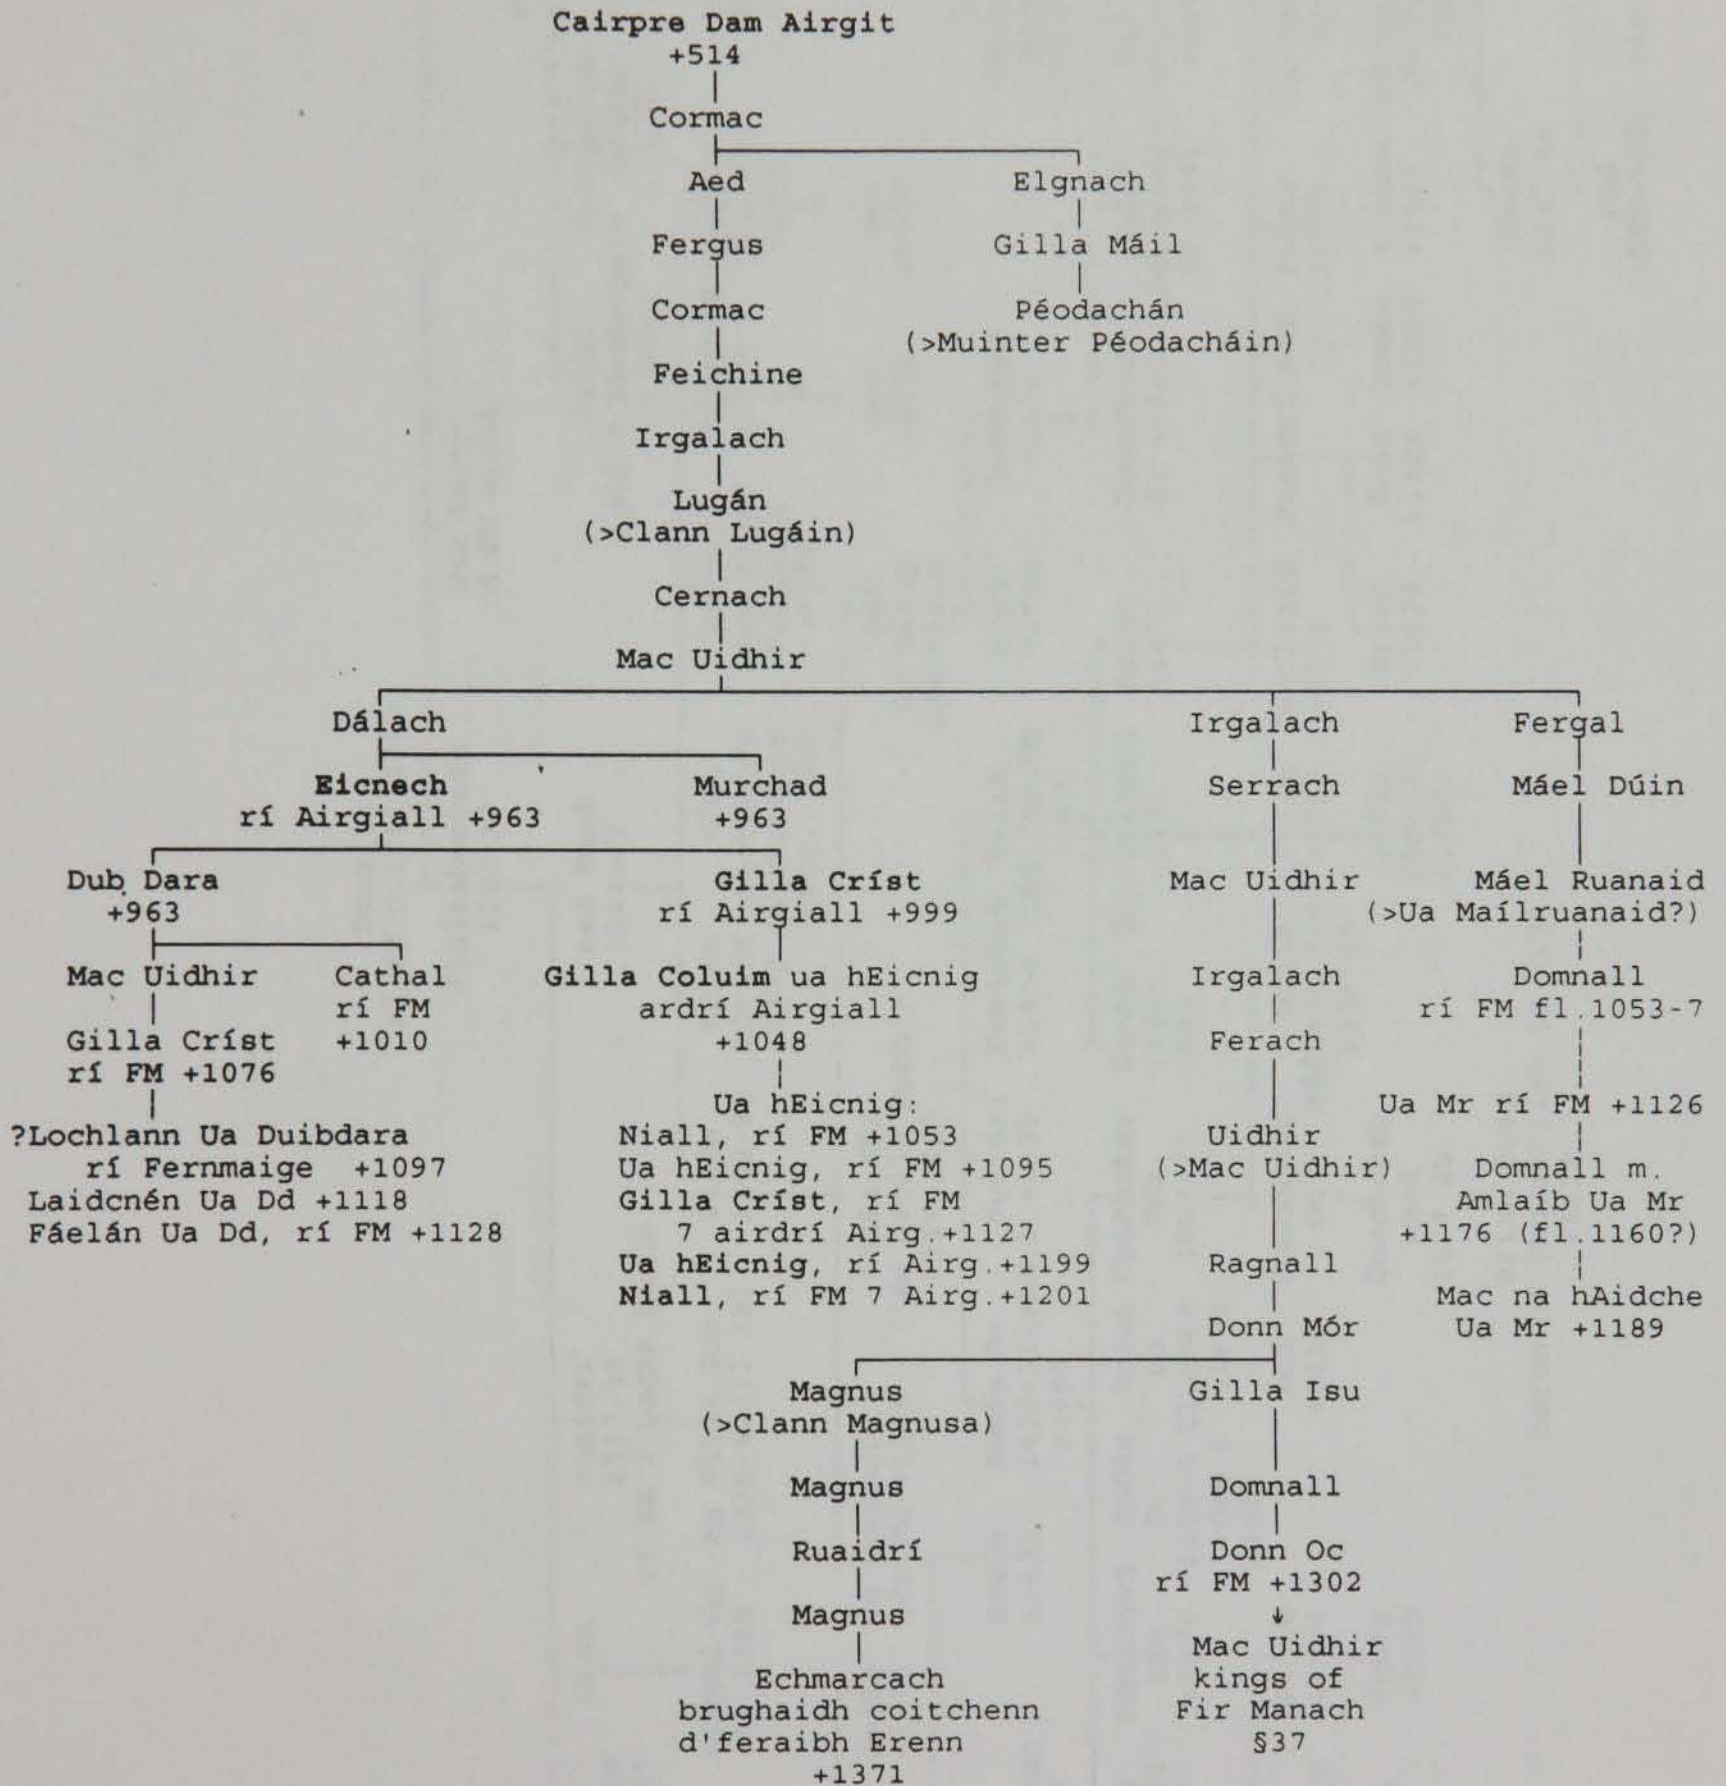 Cairpre Dam Airgit
+514
Cormac
Aed Elgnach
Fergus Gilla Máil
Cormac Péodachán
(>Muinter Péodacháin)
Feichine
Irgalach
Lugán
(>Clann Lugáin)
Cernach
Mac Uidhir
Dálach Irgalach Fergal
Eicnech Murchad Serrach Máel Dúin
rí Airgiall +963 +963
Dub Dara Gilla Críst Mac Uidhir Máel Ruanaid
+963 rí Airgiall +999 (>Ua Maílruanaid?)
Mac Uidhir Cathal Gilla Coluim ua hEicnig Irgalach Domnall
rí FM ardrí Airgiall rí FM fl.1053-7
Gilla Críst +1010 +1048 Ferach
rí FM +1076
Ua hEicnig: Ua Mr rí FM +1126
?Lochlann Ua Duibdara Niall, rí FM +1053 Uidhir
rí Fernmaige +1097 Ua hEicnig, rí FM +1095 (>Mac Uidhir) Domnall m.
Laidcnén Ua Dd +1118 Gilla Críst, rí FM Amlaíb Ua Mr
Fáelán Ua Dd, rí FM +1128 7 airdrí Airg.+1127 +1176 (fl.1160?)
Ua hEicnig, rí Airg.+1199 Ragnall
Niall, rí FM 7 Airg.+1201 Mac na hAidche
Donn Mór Ua Mr +1189
Magnus Gilla Isu
(>Clann Magnusa)
Magnus Domnall
Ruaidrí Donn Oc
rí FM +1302
Magnus ↓
Mac Uidhir
Echmarcach kings of
brughaidh coitchenn Fir Manach
d'feraibh Erenn §37
+1371